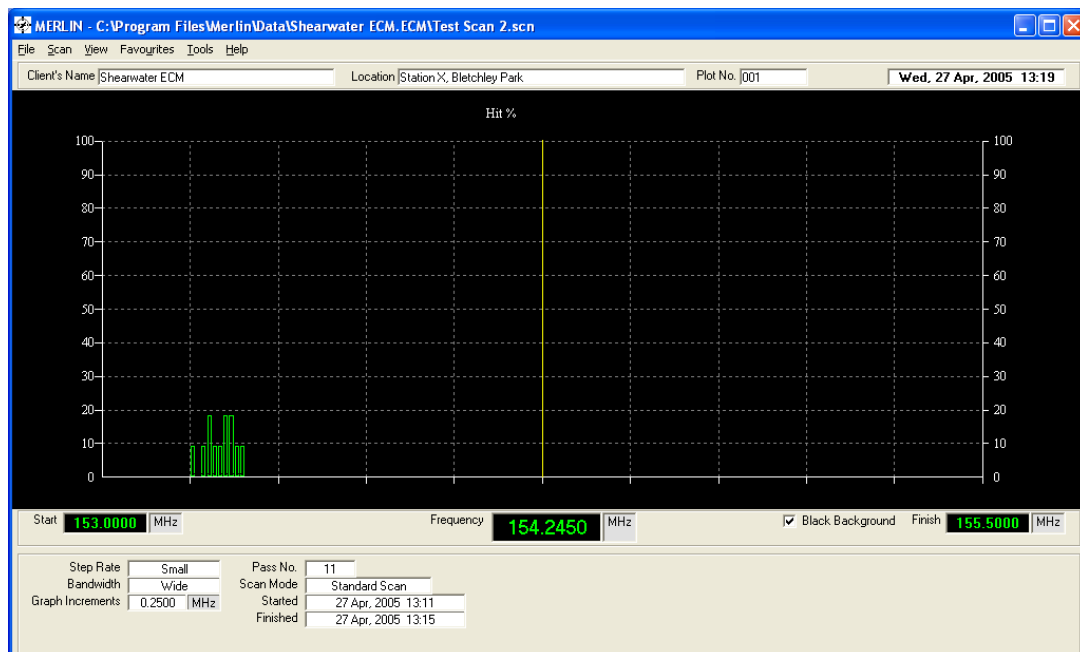 MERLIN - C:\Program Files\Merlin\Data\Shearwater ECM.ECM\Test Scan 2.scn
File Scan View Favourites Tools Help
Client's Name Shearwater ECM Location Station X, Bletchley Park Plot No. 001 Wed, 27 Apr, 2005 13:19
Hit %
100 100
90 90
80 80
70 70
60 60
50 50
40 40
30 30
20 20
10 10
0 0
Start 153.0000 MHz Frequency 154.2450 MHz Black Background Finish 155.5000 MHz
Step Rate Small Pass No. 11
Bandwidth Wide Scan Mode Standard Scan
Graph Increments 0.2500 MHz Started 27 Apr, 2005 13:11
Finished 27 Apr, 2005 13:15